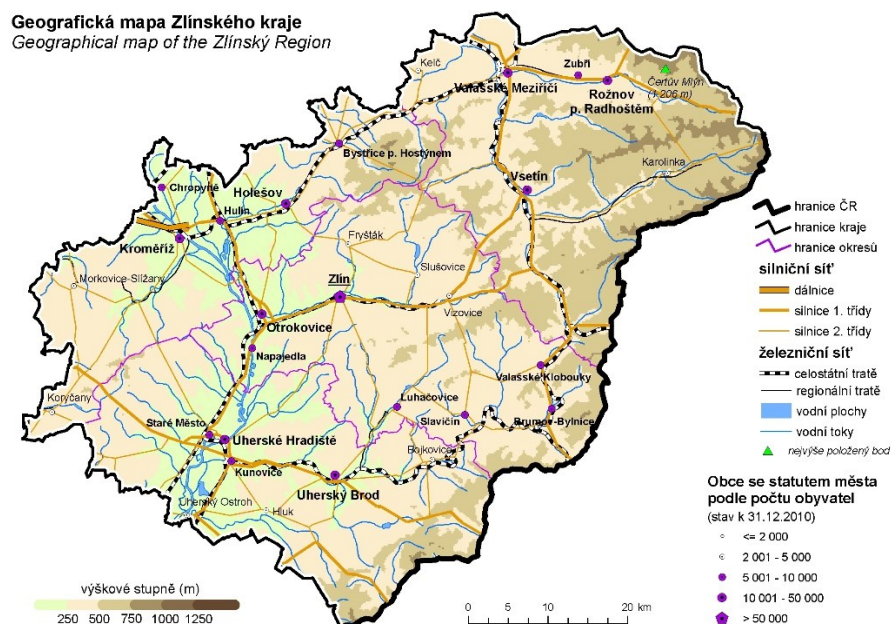 Geografická mapa Zlínského kraje
Geographical map of the Zlínský Region
Kelč
Valašské Meziříčí
Zubří
Rožnov
p. Radhoštěm
Čertův Mlýn
(1 206 m)
Bystřice p. Hostýnem
Karolinka
Vsetín
Chropyně
Holešov
Hulín
Kroměříž
Fryšták
Slušovice
Morkovice-Slížany
Zlín
Vizovice
Otrokovice
Napajedla
Valašské Klobouky
Koryčany
Luhačovice
Slavičín
Brumov-Bylnice
Staré Město
Uherské Hradiště
Bojkovice
Kunovice
Uherský Brod
Uherský Ostroh
Hluk
hranice ČR
hranice kraje
hranice okresů
silniční síť
dálnice
silnice 1. třídy
silnice 2. třídy
železniční síť
celostátní tratě
regionální tratě
vodní plochy
vodní toky
nejvýše položený bod
Obce se statutem města
podle počtu obyvatel
(stav k 31.12.2010)
<= 2 000
2 001 - 5 000
5 001 - 10 000
10 001 - 50 000
> 50 000
výškové stupně (m)
250 500 750 1000 1250
0 5 10 20 km